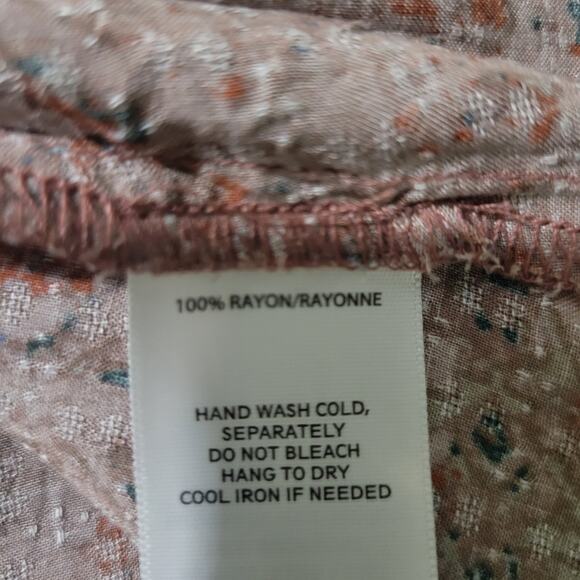 100% RAYON/RAYONNE
HAND WASH COLD,
SEPARATELY
DO NOT BLEACH
HANG TO DRY
COOL IRON IF NEEDED